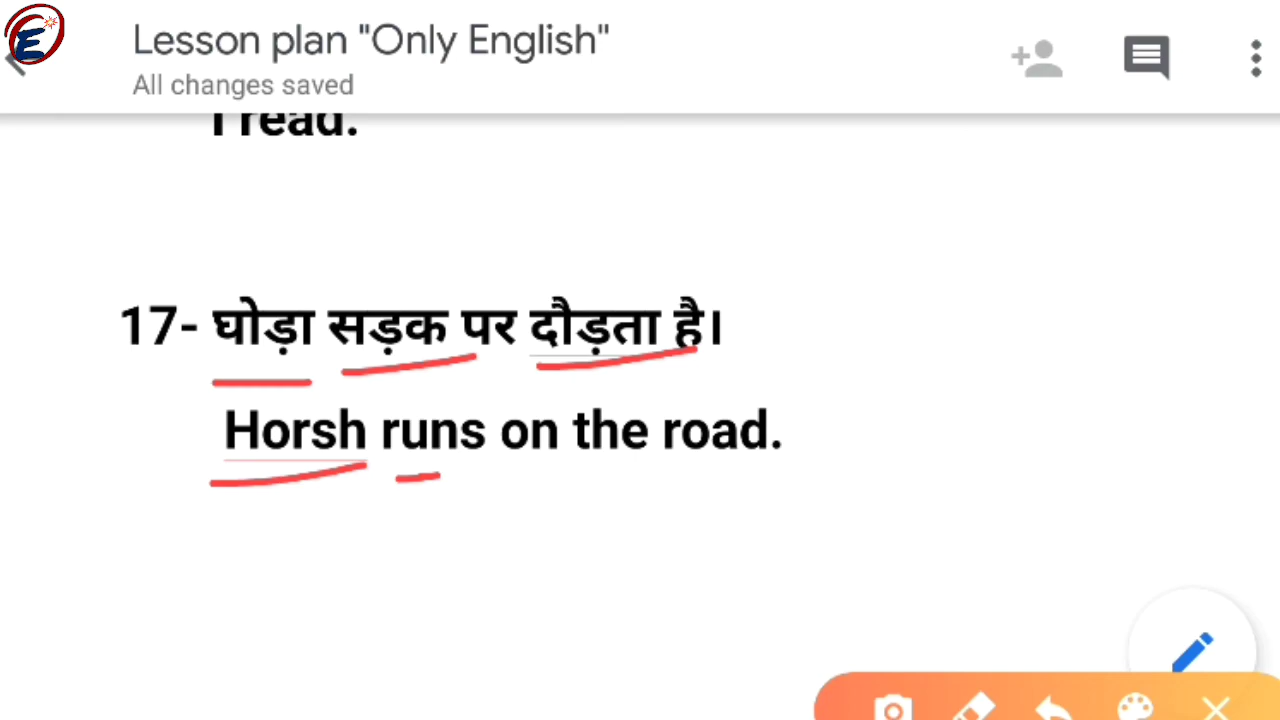 E
Lesson plan "Only English"
All changes saved
I read.
17- घोड़ा सड़क पर दौड़ता है।
Horsh runs on the road.